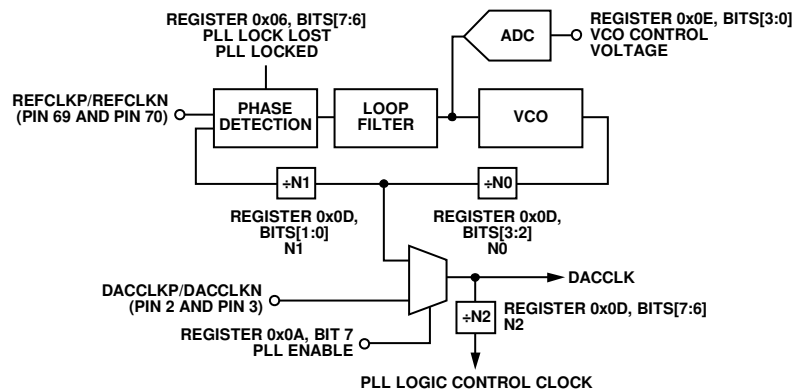 REGISTER 0x06, BITS[7:6]
PLL LOCK LOST
PLL LOCKED
ADC
REGISTER 0x0E, BITS[3:0]
VCO CONTROL
VOLTAGE
REFCLKP/REFCLKN
(PIN 69 AND PIN 70)
PHASE
DETECTION
LOOP
FILTER
VCO
÷N1
÷N0
REGISTER 0x0D,
BITS[1:0]
N1
REGISTER 0x0D,
BITS[3:2]
N0
DACCLK
DACCLKP/DACCLKN
(PIN 2 AND PIN 3)
÷N2
REGISTER 0x0D, BITS[7:6]
N2
REGISTER 0x0A, BIT 7
PLL ENABLE
PLL LOGIC CONTROL CLOCK